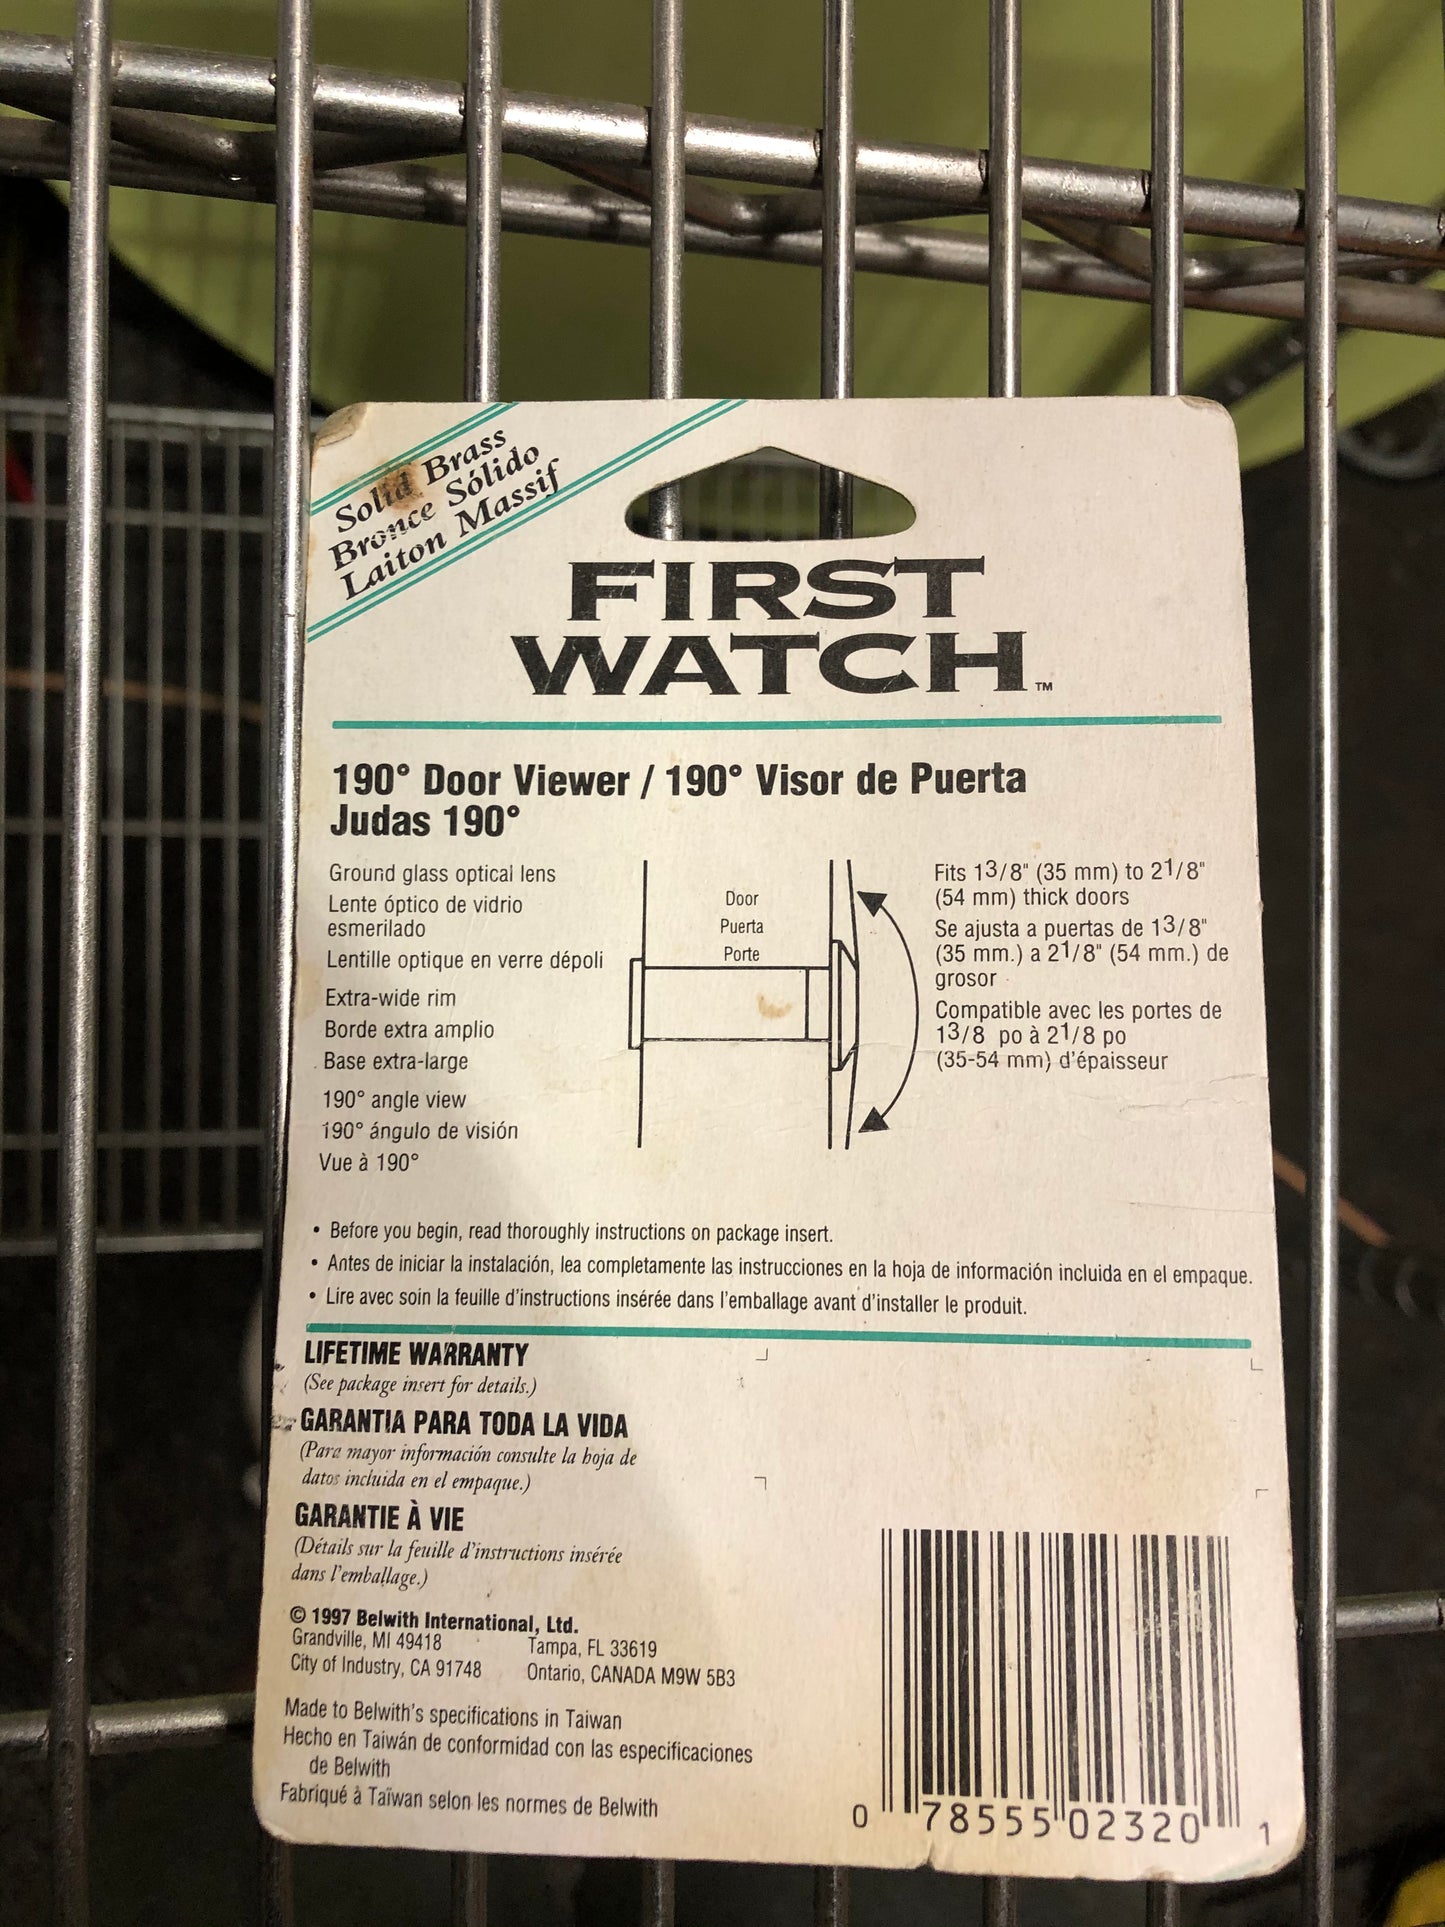 Solid Brass
Bronce Sólido
Laiton Massif
FIRST
WATCH™
190° Door Viewer / 190° Visor de Puerta
Judas 190°
Ground glass optical lens
Lente óptico de vidrio
esmerilado
Lentille optique en verre dépoli
Extra-wide rim
Borde extra amplio
Base extra-large
190° angle view
190° ángulo de visión
Vue à 190°
Door
Puerta
Porte
Fits 13/8" (35 mm) to 21/8"
(54 mm) thick doors
Se ajusta a puertas de 13/8"
(35 mm.) a 21/8" (54 mm.) de
grosor
Compatible avec les portes de
13/8 po à 21/8 po
(35-54 mm) d'épaisseur
• Before you begin, read thoroughly instructions on package insert.
• Antes de iniciar la instalación, lea completamente las instrucciones en la hoja de información incluida en el empaque.
• Lire avec soin la feuille d'instructions insérée dans l'emballage avant d'installer le produit.
LIFETIME WARRANTY
(See package insert for details.)
GARANTIA PARA TODA LA VIDA
(Para mayor información consulte la hoja de
datos incluida en el empaque.)
GARANTIE À VIE
(Détails sur la feuille d'instructions insérée
dans l'emballage.)
© 1997 Belwith International, Ltd.
Grandville, MI 49418 Tampa, FL 33619
City of Industry, CA 91748 Ontario, CANADA M9W 5B3
Made to Belwith's specifications in Taiwan
Hecho en Taiwán de conformidad con las especificaciones
de Belwith
Fabriqué à Taïwan selon les normes de Belwith
0 78555 02320 1